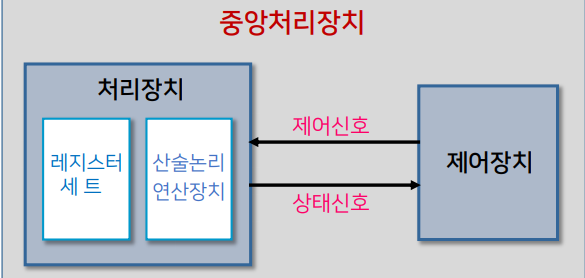 중앙처리장치
처리장치
레지스터
세 트
산술논리
연산장치
제어신호
상태신호
제어장치